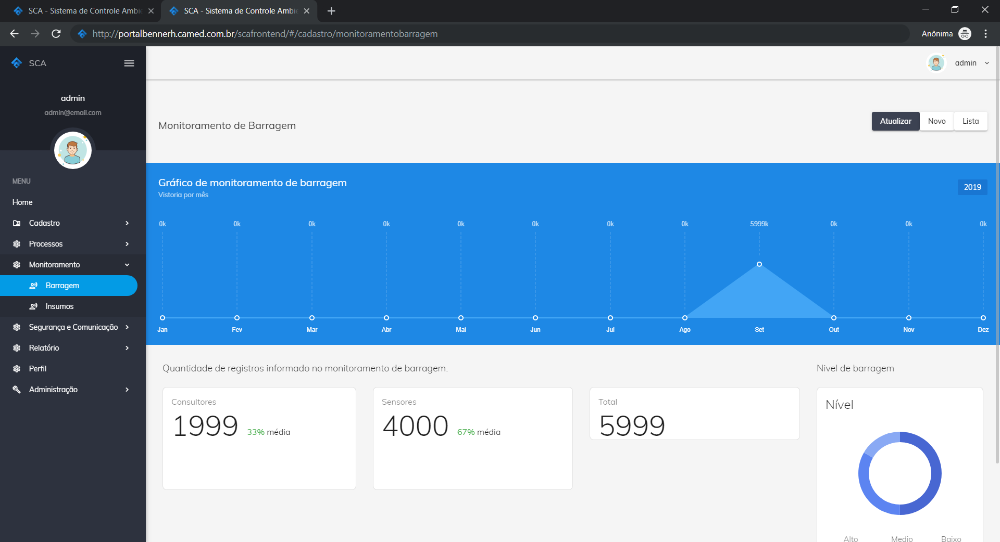 SCA - Sistema de Controle Ambie
SCA - Sistema de Controle Ambie
http://portalbennerh.camed.com.br/scafrontend/#/cadastro/monitoramentobarragem
Anônima
SCA
admin
admin
admin@email.com
Monitoramento de Barragem
Atualizar
Novo
Lista
MENU
Home
Cadastro
Processos
Monitoramento
Barragem
Insumos
Segurança e Comunicação
Relatório
Perfil
Administração
Gráfico de monitoramento de barragem
Vistoria por mês
2019
0k 0k 0k 0k 0k 0k 0k 0k 5999k 0k 0k 0k
Jan Fev Mar Abr Mai Jun Jul Ago Set Out Nov Dez
Quantidade de registros informado no monitoramento de barragem.
Consultores
1999 33% média
Sensores
4000 67% média
Total
5999
Nivel de barragem
Nível
Alto Medio Baixo